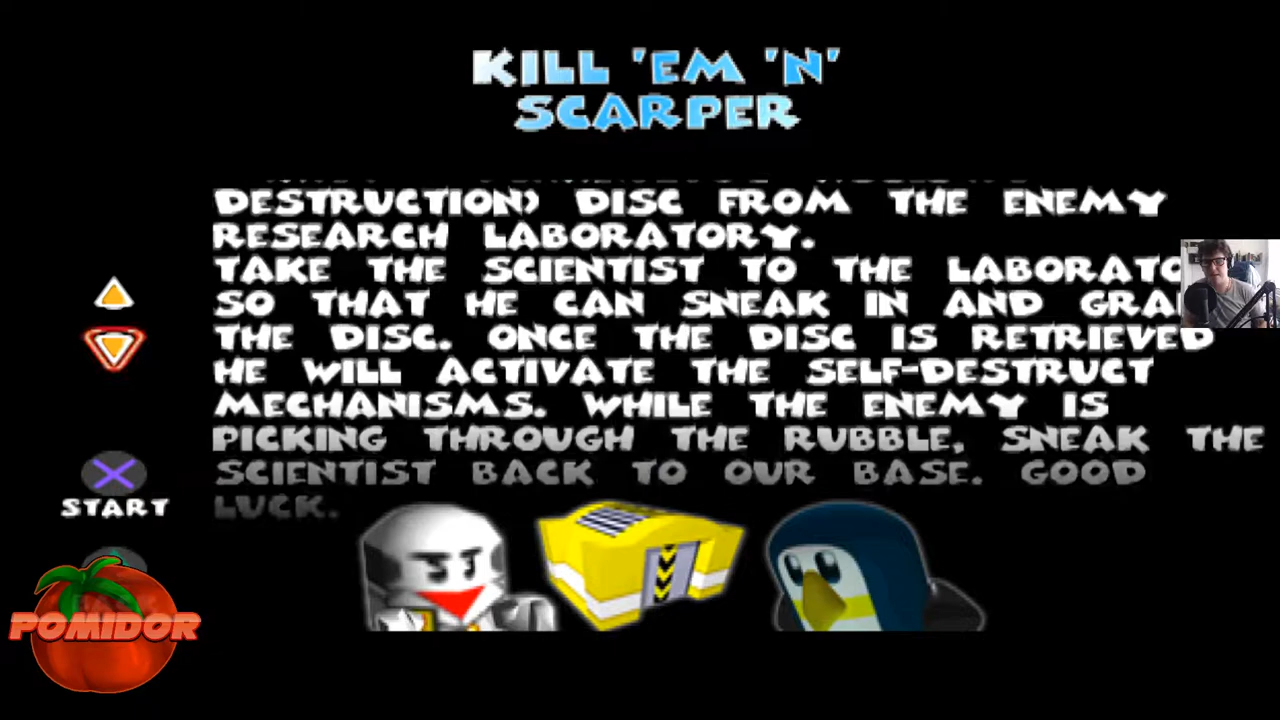 KILL 'EM 'N'
SCARPER
DESTRUCTION) DISC FROM THE ENEMY
RESEARCH LABORATORY.
TAKE THE SCIENTIST TO THE LABORATO
SO THAT HE CAN SNEAK IN AND GRA
THE DISC. ONCE THE DISC IS RETRIEVED
HE WILL ACTIVATE THE SELF-DESTRUCT
MECHANISMS. WHILE THE ENEMY IS
PICKING THROUGH THE RUBBLE, SNEAK THE
SCIENTIST BACK TO OUR BASE. GOOD
LUCK.
START
POMIDOR